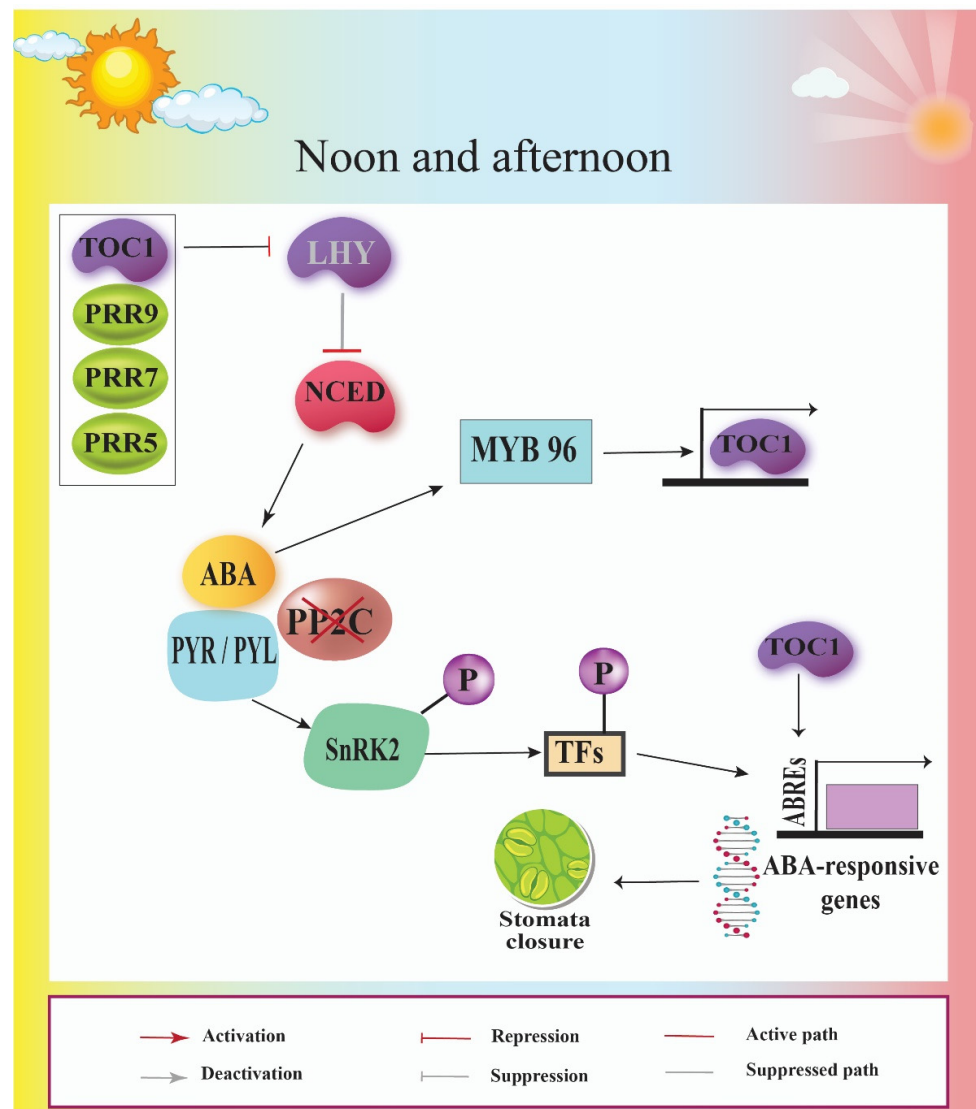 Noon and afternoon
TOC1
LHY
PRR9
PRR7
PRR5
NCED
MYB 96
TOC1
ABA
PP2C
PYR / PYL
P
SnRK2
P
TFs
TOC1
ABREs
ABA-responsive
genes
Stomata
closure
Activation
Repression
Active path
Deactivation
Suppression
Suppressed path